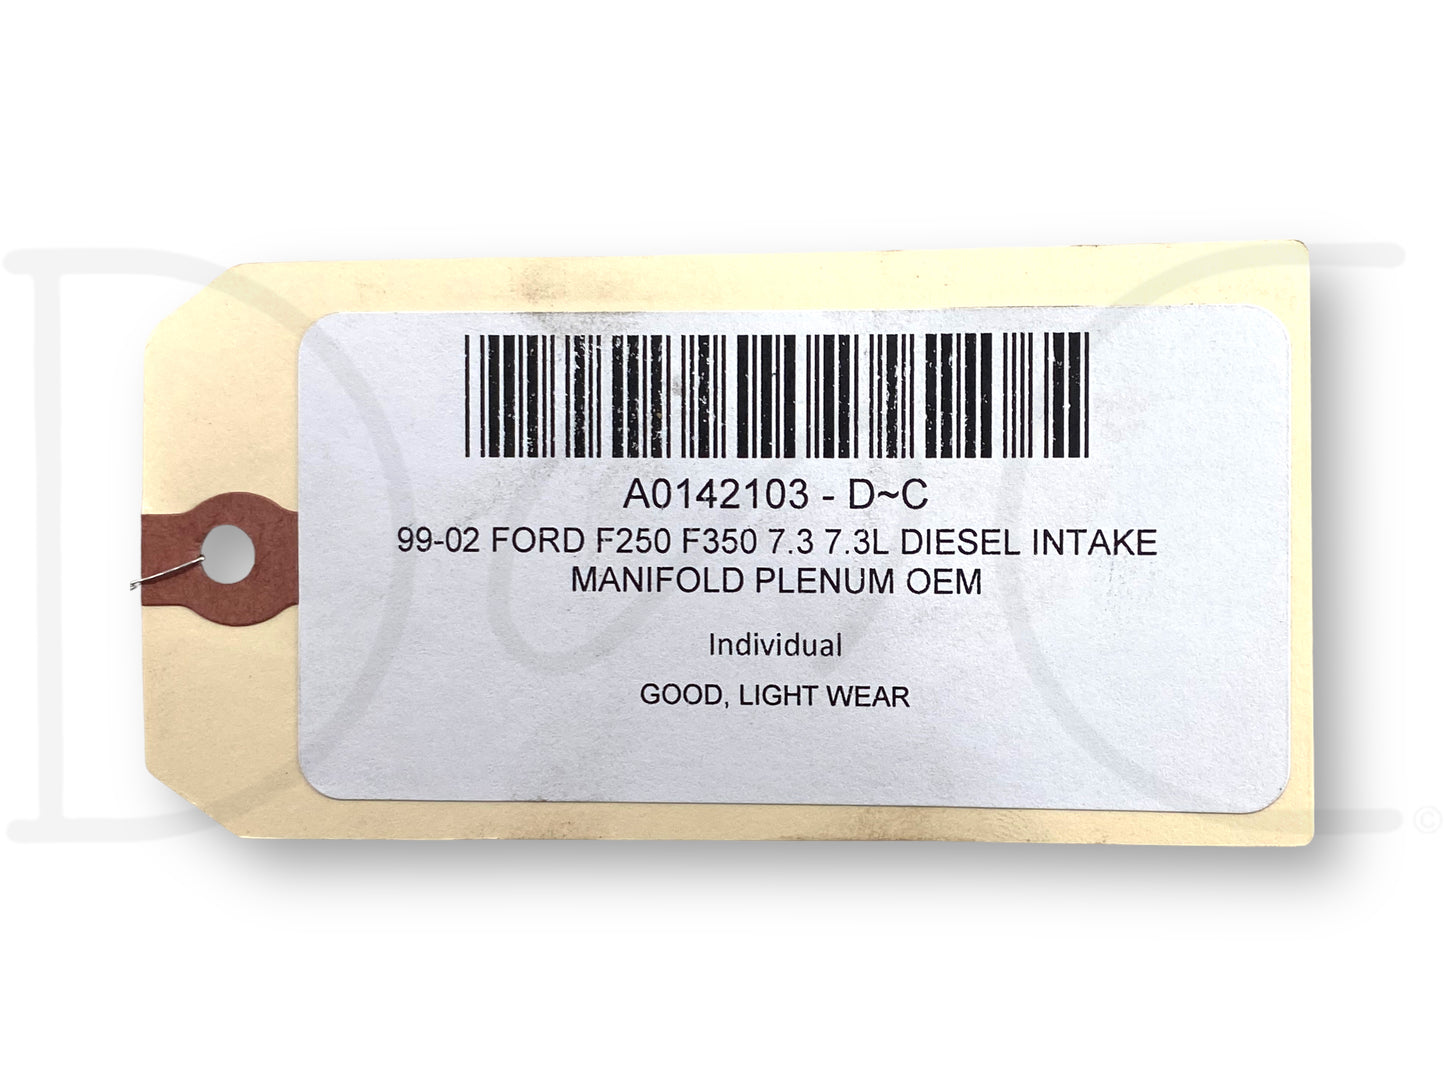 A0142103 - D~C
99-02 FORD F250 F350 7.3 7.3L DIESEL INTAKE
MANIFOLD PLENUM OEM
Individual
GOOD, LIGHT WEAR
©